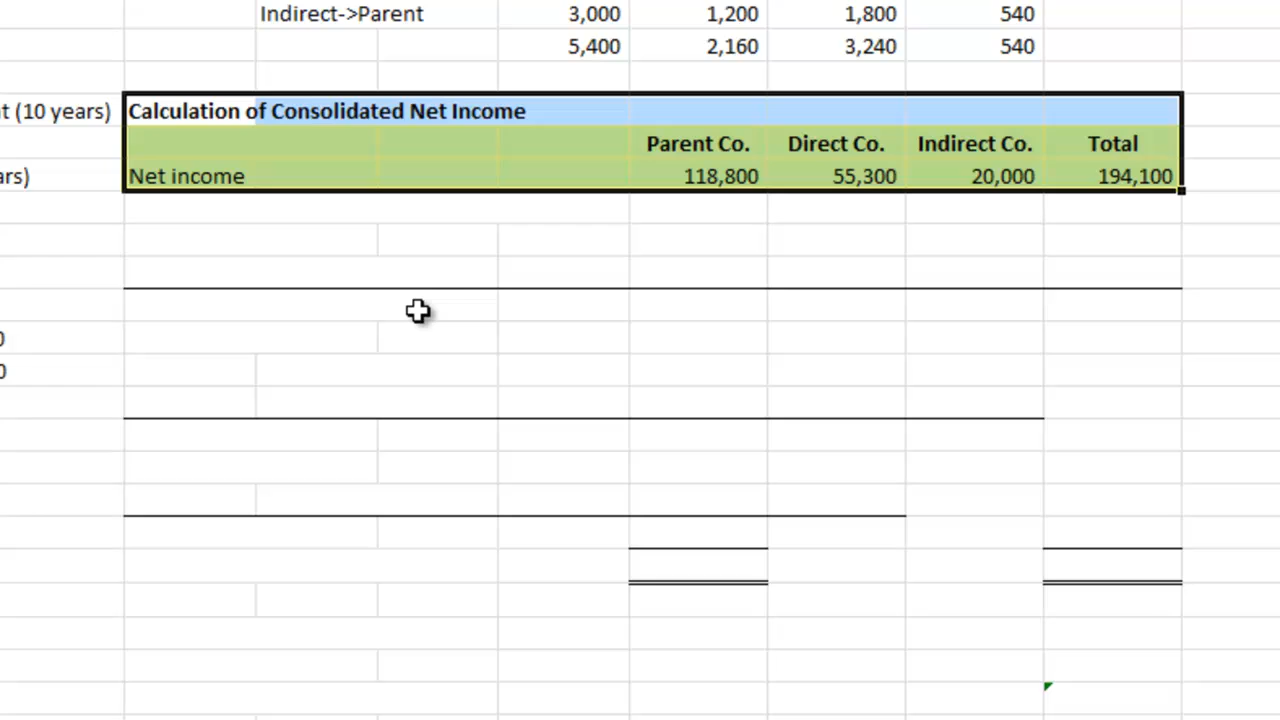 Indirect->Parent 3,000 1,200 1,800 540
5,400 2,160 3,240 540
t (10 years) Calculation of Consolidated Net Income
Parent Co. Direct Co. Indirect Co. Total
ars) Net income 118,800 55,300 20,000 194,100
0
0